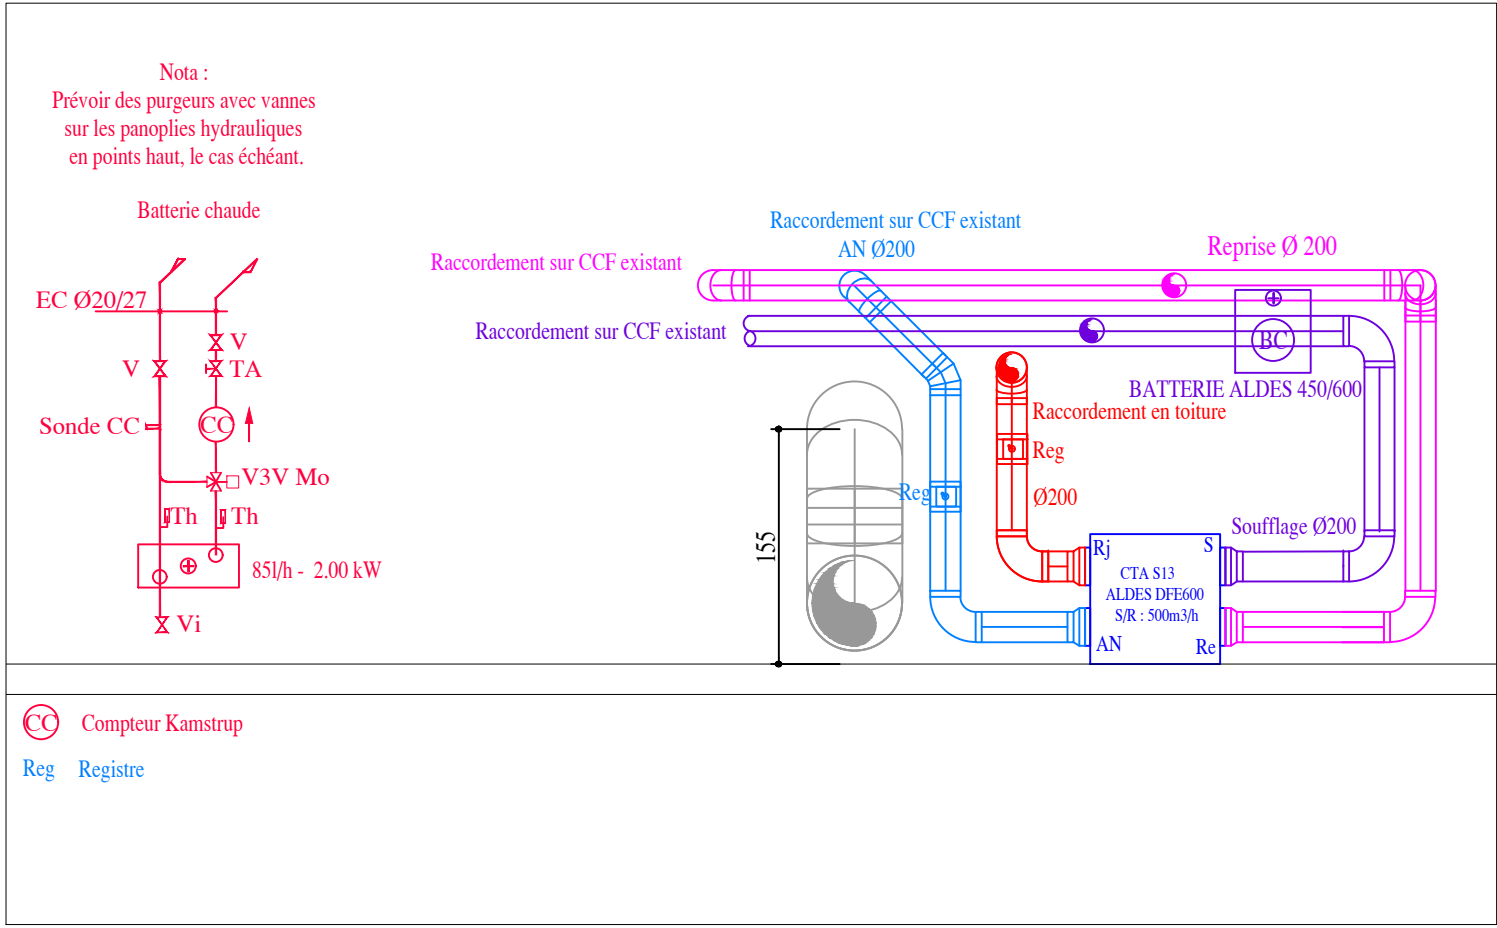 Nota :
Prévoir des purgeurs avec vannes
sur les panoplies hydrauliques
en points haut, le cas échéant.
Batterie chaude
EC Ø20/27
V
V
TA
Sonde CC
CC
V3V Mo
Th
Th
85l/h - 2.00 kW
Vi
Raccordement sur CCF existant
AN Ø200
Raccordement sur CCF existant
Reprise Ø 200
Raccordement sur CCF existant
BC
BATTERIE ALDES 450/600
Raccordement en toiture
Reg
Reg
Ø200
155
Soufflage Ø200
Rj
S
CTA S13
ALDES DFE600
S/R : 500m3/h
AN
Re
CC Compteur Kamstrup
Reg Registre